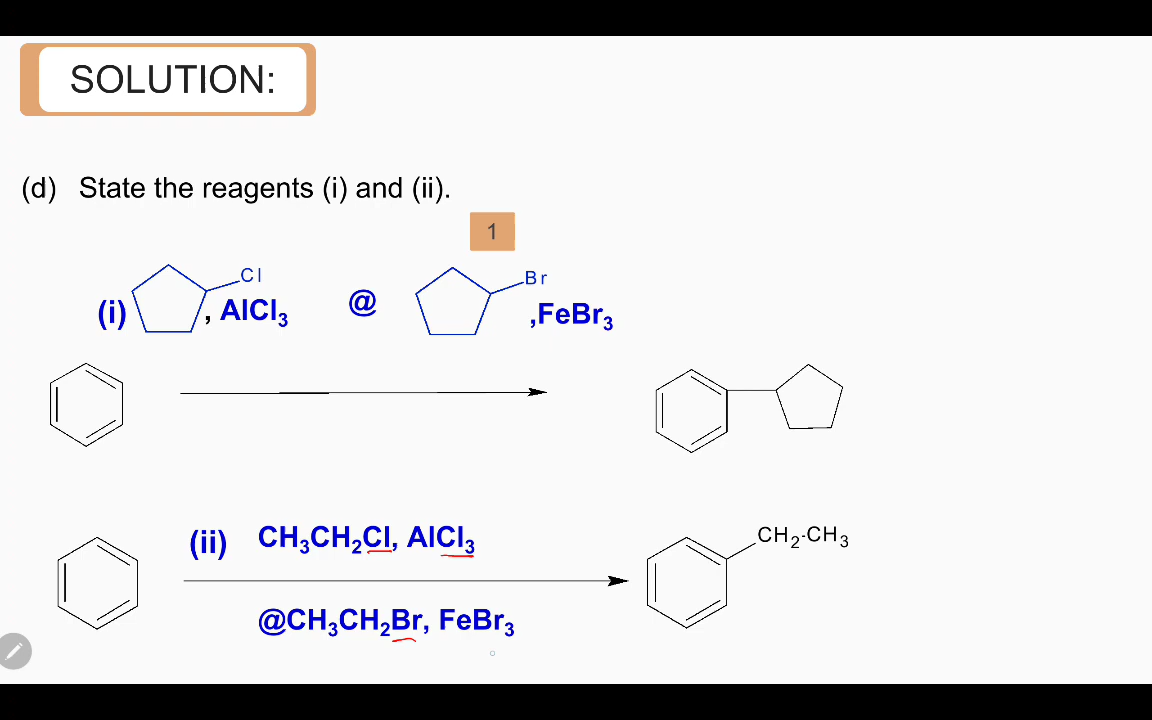 SOLUTION:
(d) State the reagents (i) and (ii).
1
Cl
Br
(i) , AlCl₃ @ ,FeBr₃
(ii) CH₃CH₂Cl, AlCl₃
CH₂-CH₃
@CH₃CH₂Br, FeBr₃